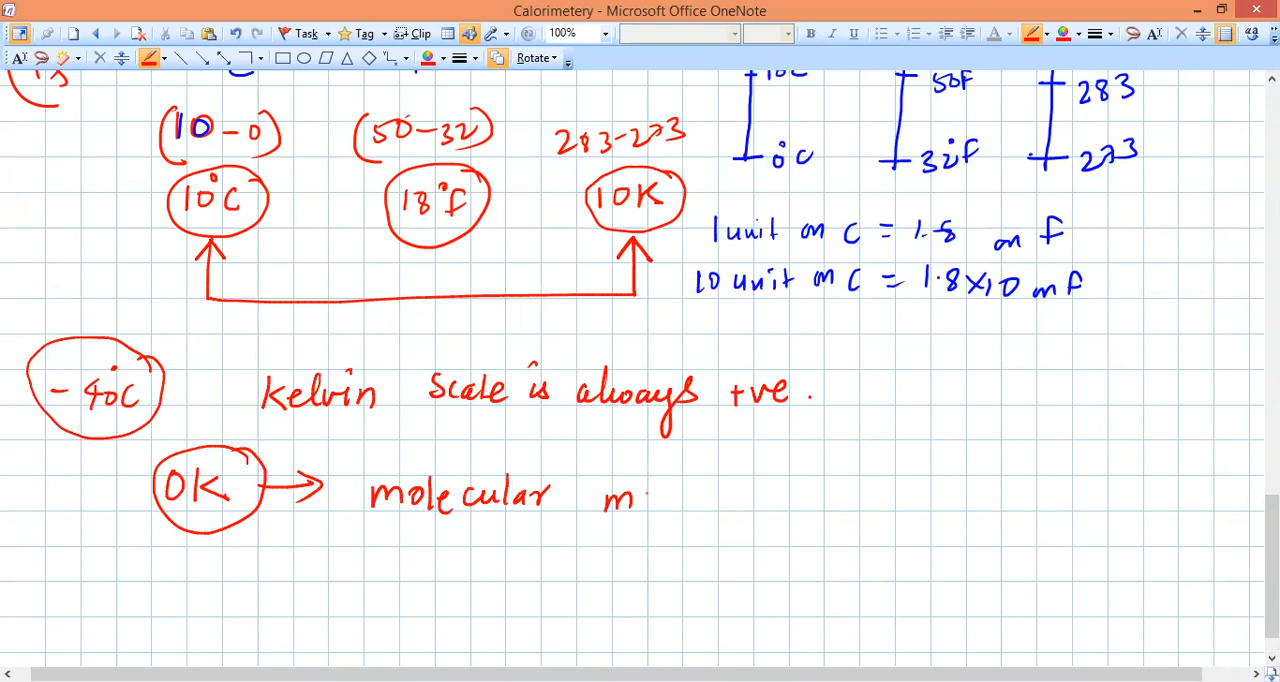 Calorimetery - Microsoft Office OneNote
Task Tag Clip 100% B I U
Rotate
10C 50F 283
(10-0) (50-32) 283-273
0°C 32°F 273
10°C 18°F 10K
1 unit on C = 1.8 on F
10 unit on C = 1.8×10 on F
-40°C Kelvin scale is always +ve.
0K → molecular m